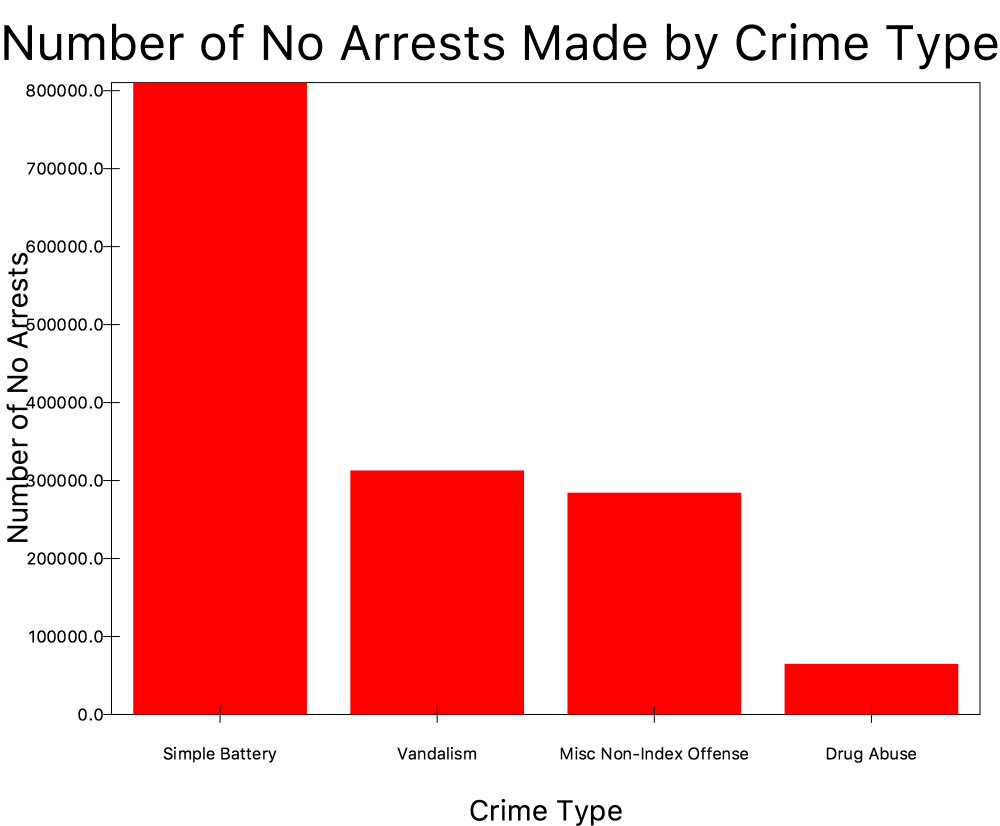 Number of No Arrests Made by Crime Type
800000.0
700000.0
600000.0
500000.0
400000.0
300000.0
200000.0
100000.0
0.0
Number of No Arrests
Simple Battery
Vandalism
Misc Non-Index Offense
Drug Abuse
Crime Type